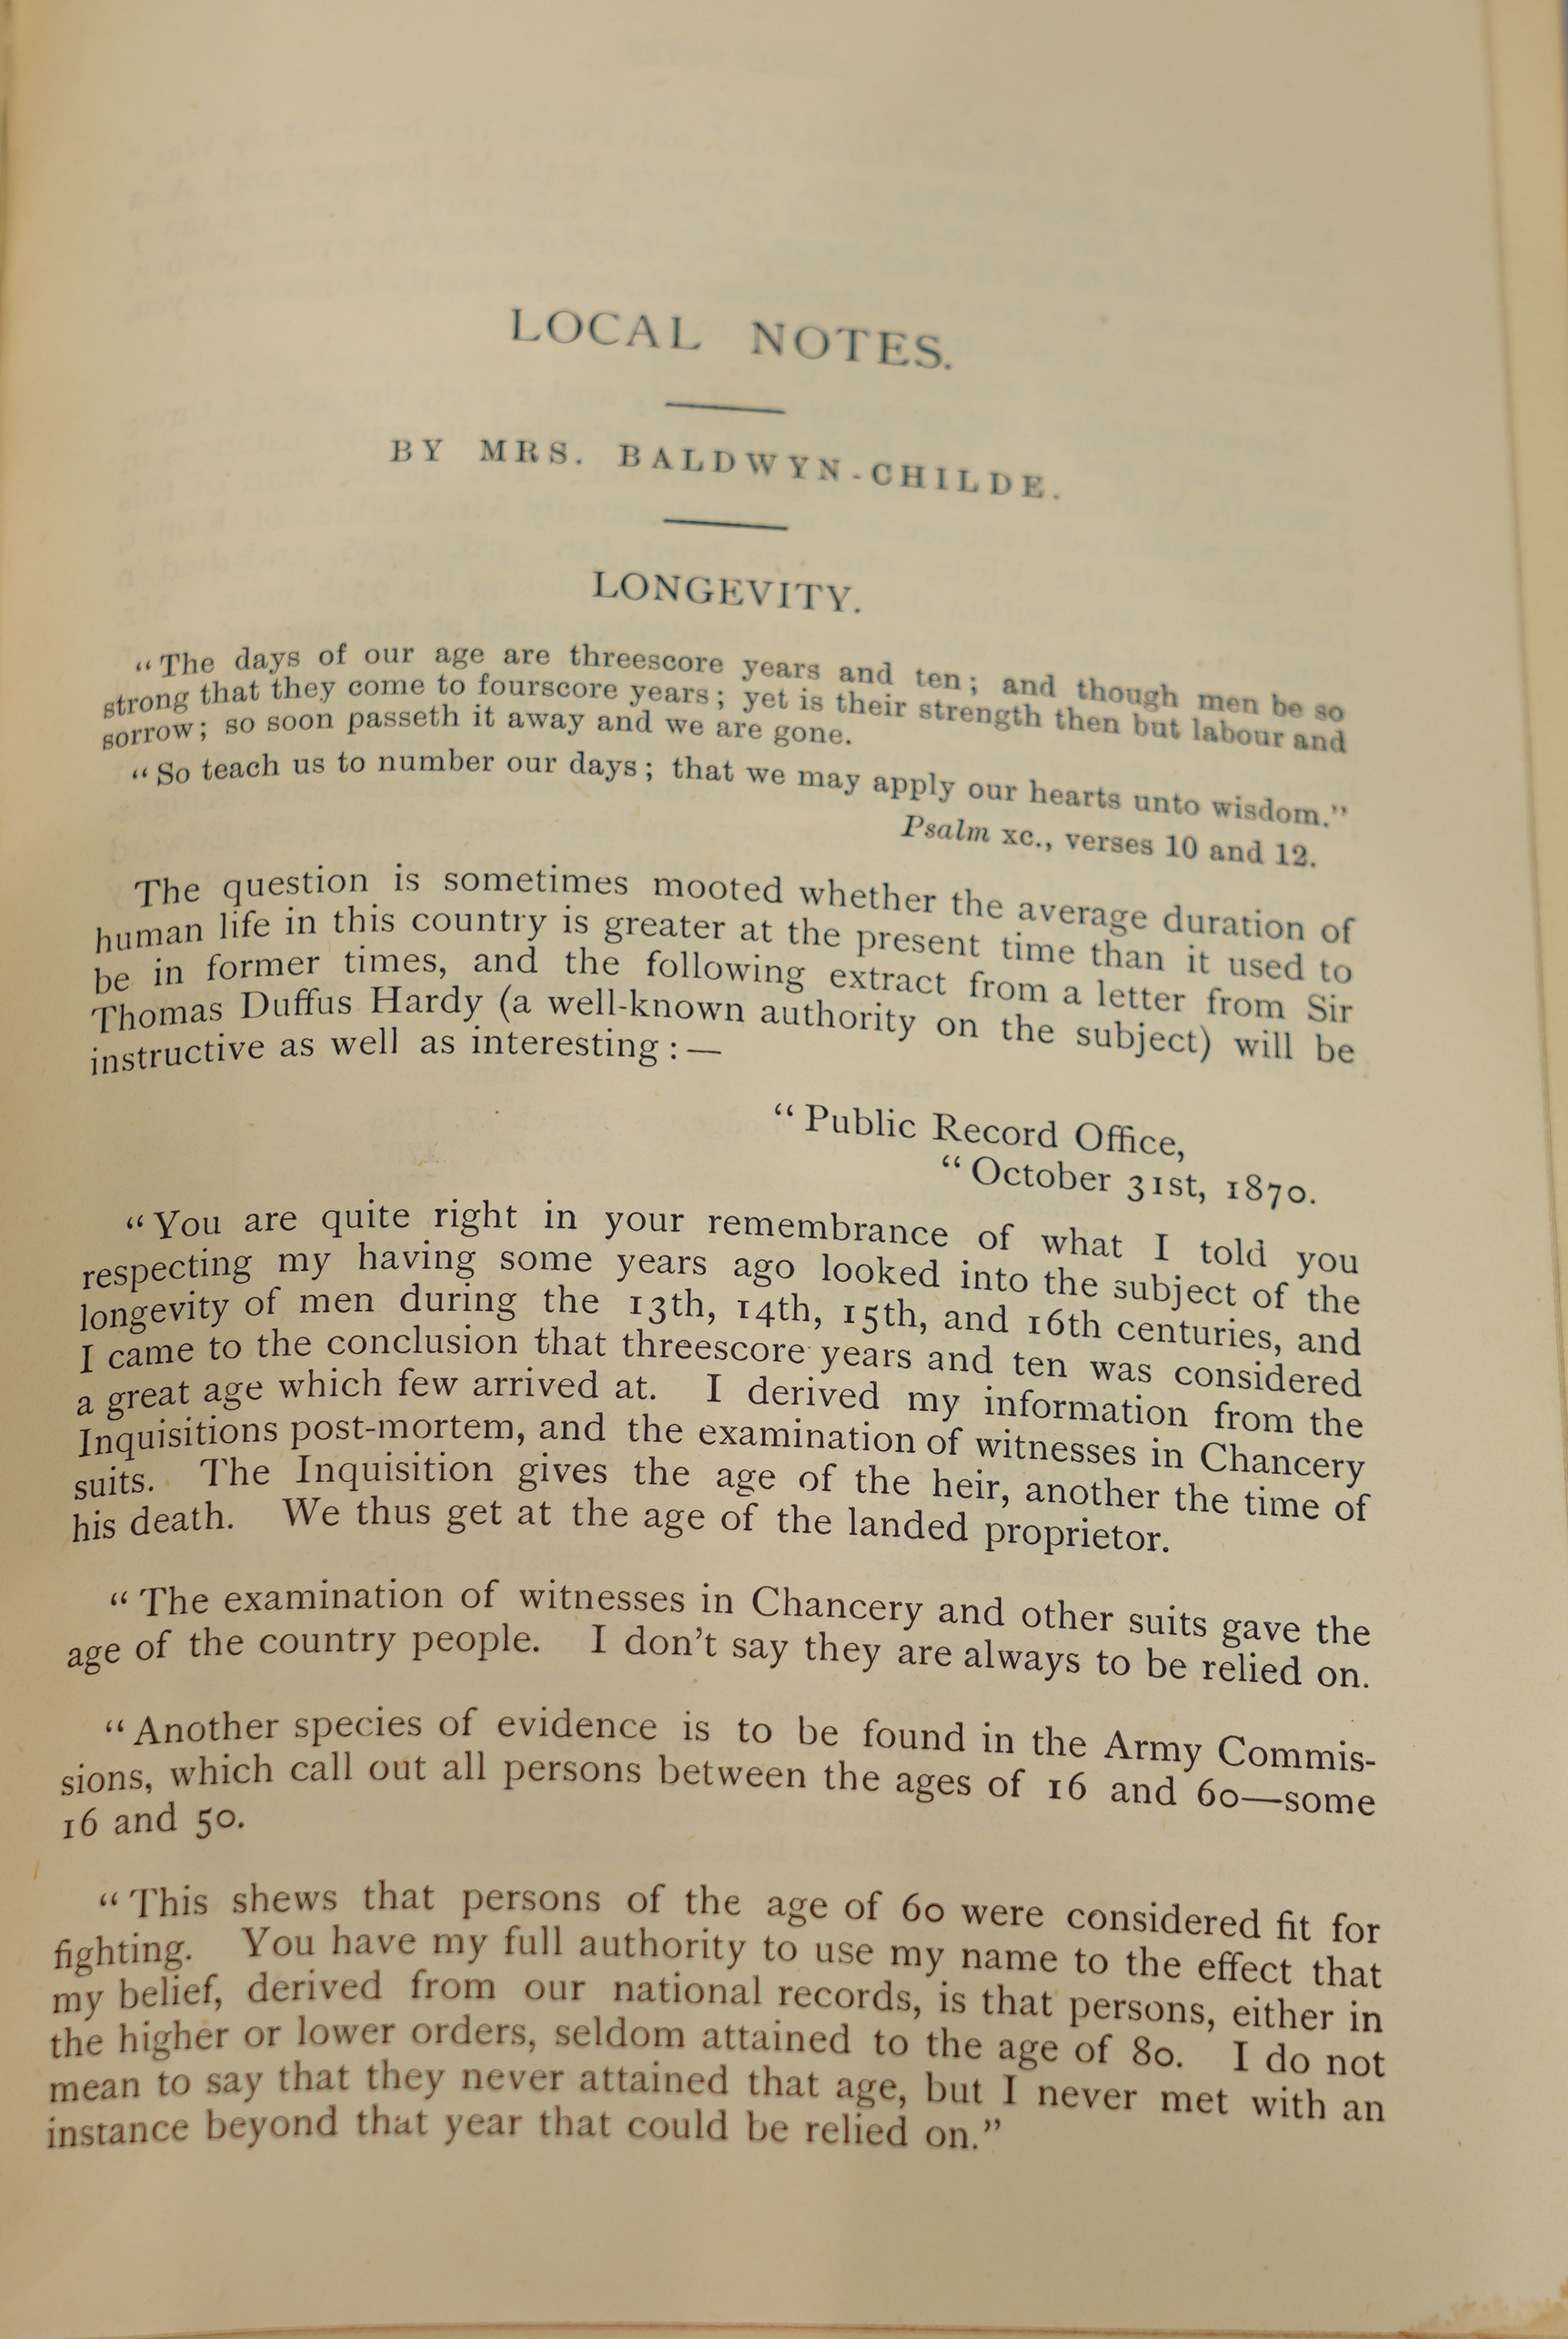 LOCAL NOTES.
BY MRS. BALDWYN-CHILDE.
LONGEVITY.
“The days of our age are threescore years and ten; and though men be so
strong that they come to fourscore years; yet is their strength then but labour and
sorrow; so soon passeth it away and we are gone.
“So teach us to number our days; that we may apply our hearts unto wisdom.”
Psalm xc., verses 10 and 12.
The question is sometimes mooted whether the average duration of
human life in this country is greater at the present time than it used to
be in former times, and the following extract from a letter from Sir
Thomas Duffus Hardy (a well-known authority on the subject) will be
instructive as well as interesting:—
“Public Record Office,
“October 31st, 1870.
“You are quite right in your remembrance of what I told you
respecting my having some years ago looked into the subject of the
longevity of men during the 13th, 14th, 15th, and 16th centuries, and
I came to the conclusion that threescore years and ten was considered
a great age which few arrived at. I derived my information from the
Inquisitions post-mortem, and the examination of witnesses in Chancery
suits. The Inquisition gives the age of the heir, another the time of
his death. We thus get at the age of the landed proprietor.
“The examination of witnesses in Chancery and other suits gave the
age of the country people. I don’t say they are always to be relied on.
“Another species of evidence is to be found in the Army Commis-
sions, which call out all persons between the ages of 16 and 60—some
16 and 50.
“This shews that persons of the age of 60 were considered fit for
fighting. You have my full authority to use my name to the effect that
my belief, derived from our national records, is that persons, either in
the higher or lower orders, seldom attained to the age of 80. I do not
mean to say that they never attained that age, but I never met with an
instance beyond that year that could be relied on.”